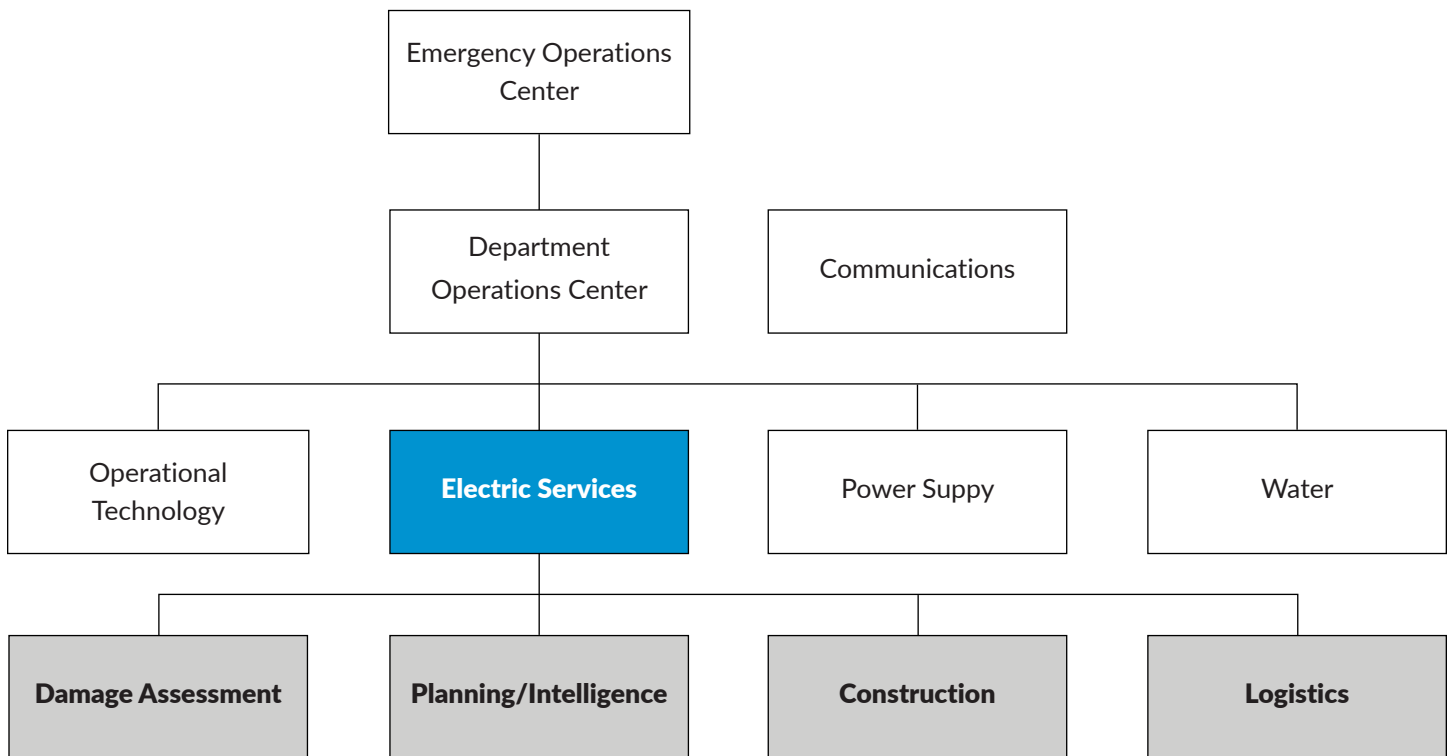 Emergency Operations
Center
Department
Operations Center
Communications
Operational
Technology
Electric Services
Power Suppy
Water
Damage Assessment
Planning/Intelligence
Construction
Logistics